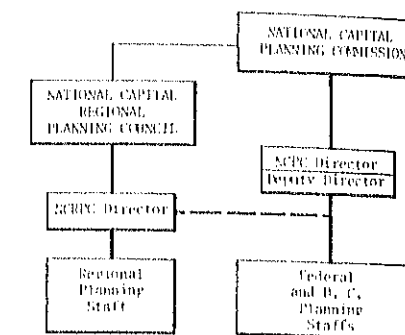 NATIONAL CAPITAL
PLANNING COMMISSION
NATIONAL CAPITAL
REGIONAL
PLANNING COUNCIL
NCPC Director
Deputy Director
NCRPC Director
Regional
Planning
Staff
Federal
and D. C.
Planning
Staffs